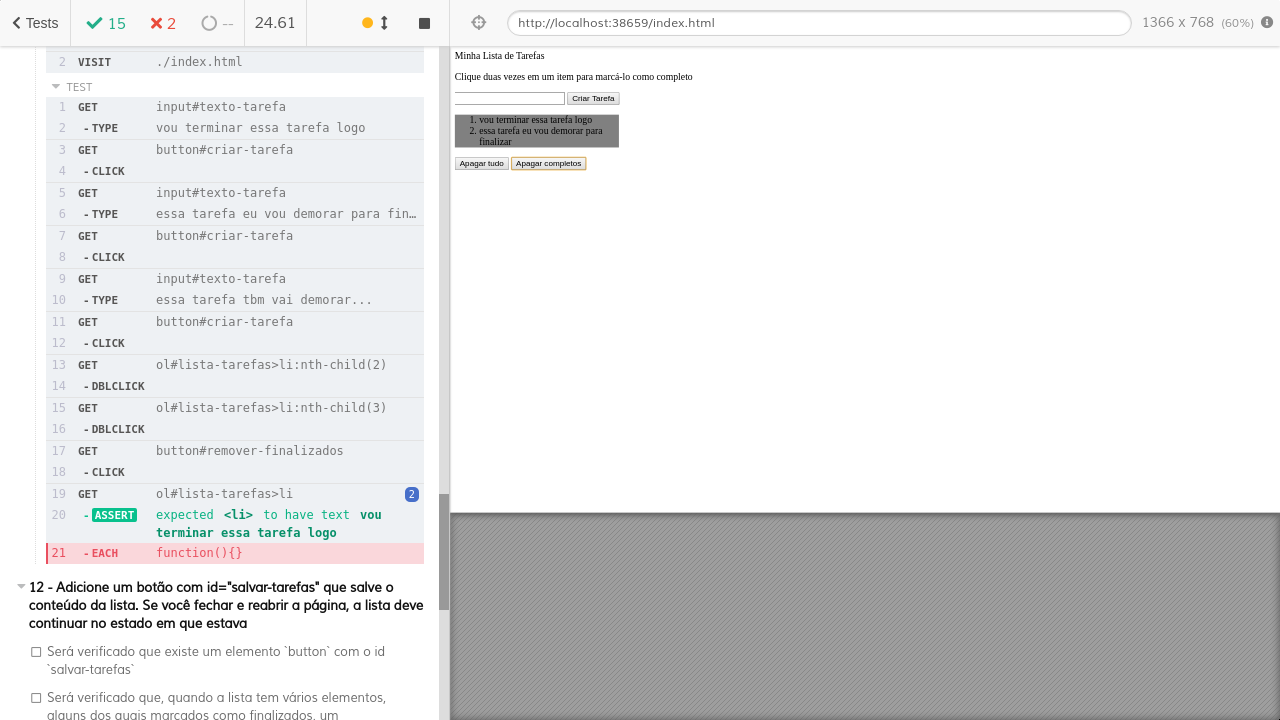 Tests 15 2 -- 24.61
http://localhost:38659/index.html 1366 x 768 (60%)
2 VISIT ./index.html
TEST
1 GET input#texto-tarefa
2 - TYPE vou terminar essa tarefa logo
3 GET button#criar-tarefa
4 - CLICK
5 GET input#texto-tarefa
6 - TYPE essa tarefa eu vou demorar para fin…
7 GET button#criar-tarefa
8 - CLICK
9 GET input#texto-tarefa
10 - TYPE essa tarefa tbm vai demorar...
11 GET button#criar-tarefa
12 - CLICK
13 GET ol#lista-tarefas>li:nth-child(2)
14 - DBLCLICK
15 GET ol#lista-tarefas>li:nth-child(3)
16 - DBLCLICK
17 GET button#remover-finalizados
18 - CLICK
19 GET ol#lista-tarefas>li 2
20 - ASSERT expected <li> to have text vou
terminar essa tarefa logo
21 - EACH function(){}
12 - Adicione um botão com id="salvar-tarefas" que salve o
conteúdo da lista. Se você fechar e reabrir a página, a lista deve
continuar no estado em que estava
Será verificado que existe um elemento `button` com o id
`salvar-tarefas`
Será verificado que, quando a lista tem vários elementos,
alguns dos quais marcados como finalizados, um
Minha Lista de Tarefas
Clique duas vezes em um item para marcá-lo como completo
Criar Tarefa
1. vou terminar essa tarefa logo
2. essa tarefa eu vou demorar para
finalizar
Apagar tudo Apagar completos